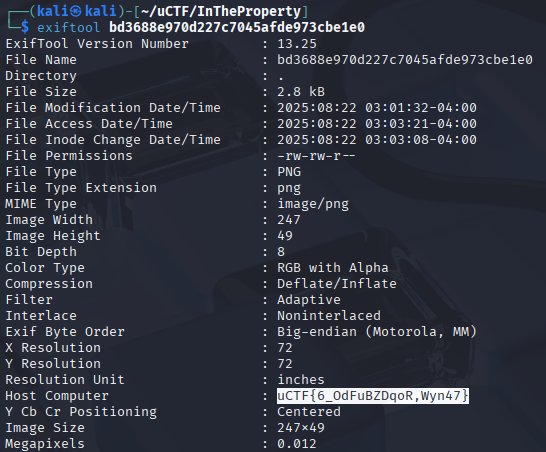 ┌──(kali㉿kali)-[~/uCTF/InTheProperty]
└─$ exiftool bd3688e970d227c7045afde973cbe1e0
ExifTool Version Number : 13.25
File Name : bd3688e970d227c7045afde973cbe1e0
Directory : .
File Size : 2.8 kB
File Modification Date/Time : 2025:08:22 03:01:32-04:00
File Access Date/Time : 2025:08:22 03:03:21-04:00
File Inode Change Date/Time : 2025:08:22 03:03:08-04:00
File Permissions : -rw-rw-r--
File Type : PNG
File Type Extension : png
MIME Type : image/png
Image Width : 247
Image Height : 49
Bit Depth : 8
Color Type : RGB with Alpha
Compression : Deflate/Inflate
Filter : Adaptive
Interlace : Noninterlaced
Exif Byte Order : Big-endian (Motorola, MM)
X Resolution : 72
Y Resolution : 72
Resolution Unit : inches
Host Computer : uCTF{6_OdFuBZDqoR,Wyn47}
Y Cb Cr Positioning : Centered
Image Size : 247×49
Megapixels : 0.012